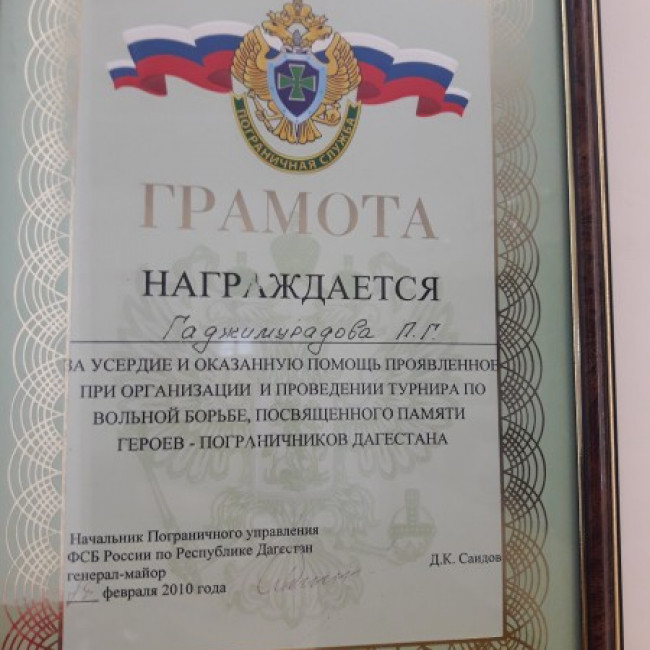 ПОГРАНИЧНАЯ СЛУЖБА
ГРАМОТА
НАГРАЖДАЕТСЯ
Гаджимурадова П.Г.
ЗА УСЕРДИЕ И ОКАЗАННУЮ ПОМОЩЬ ПРОЯВЛЕННОЕ
ПРИ ОРГАНИЗАЦИИ И ПРОВЕДЕНИИ ТУРНИРА ПО
ВОЛЬНОЙ БОРЬБЕ, ПОСВЯЩЕННОГО ПАМЯТИ
ГЕРОЕВ - ПОГРАНИЧНИКОВ ДАГЕСТАНА
Начальник Пограничного управления
ФСБ России по Республике Дагестан
генерал-майор Д.К. Саидов
февраля 2010 года